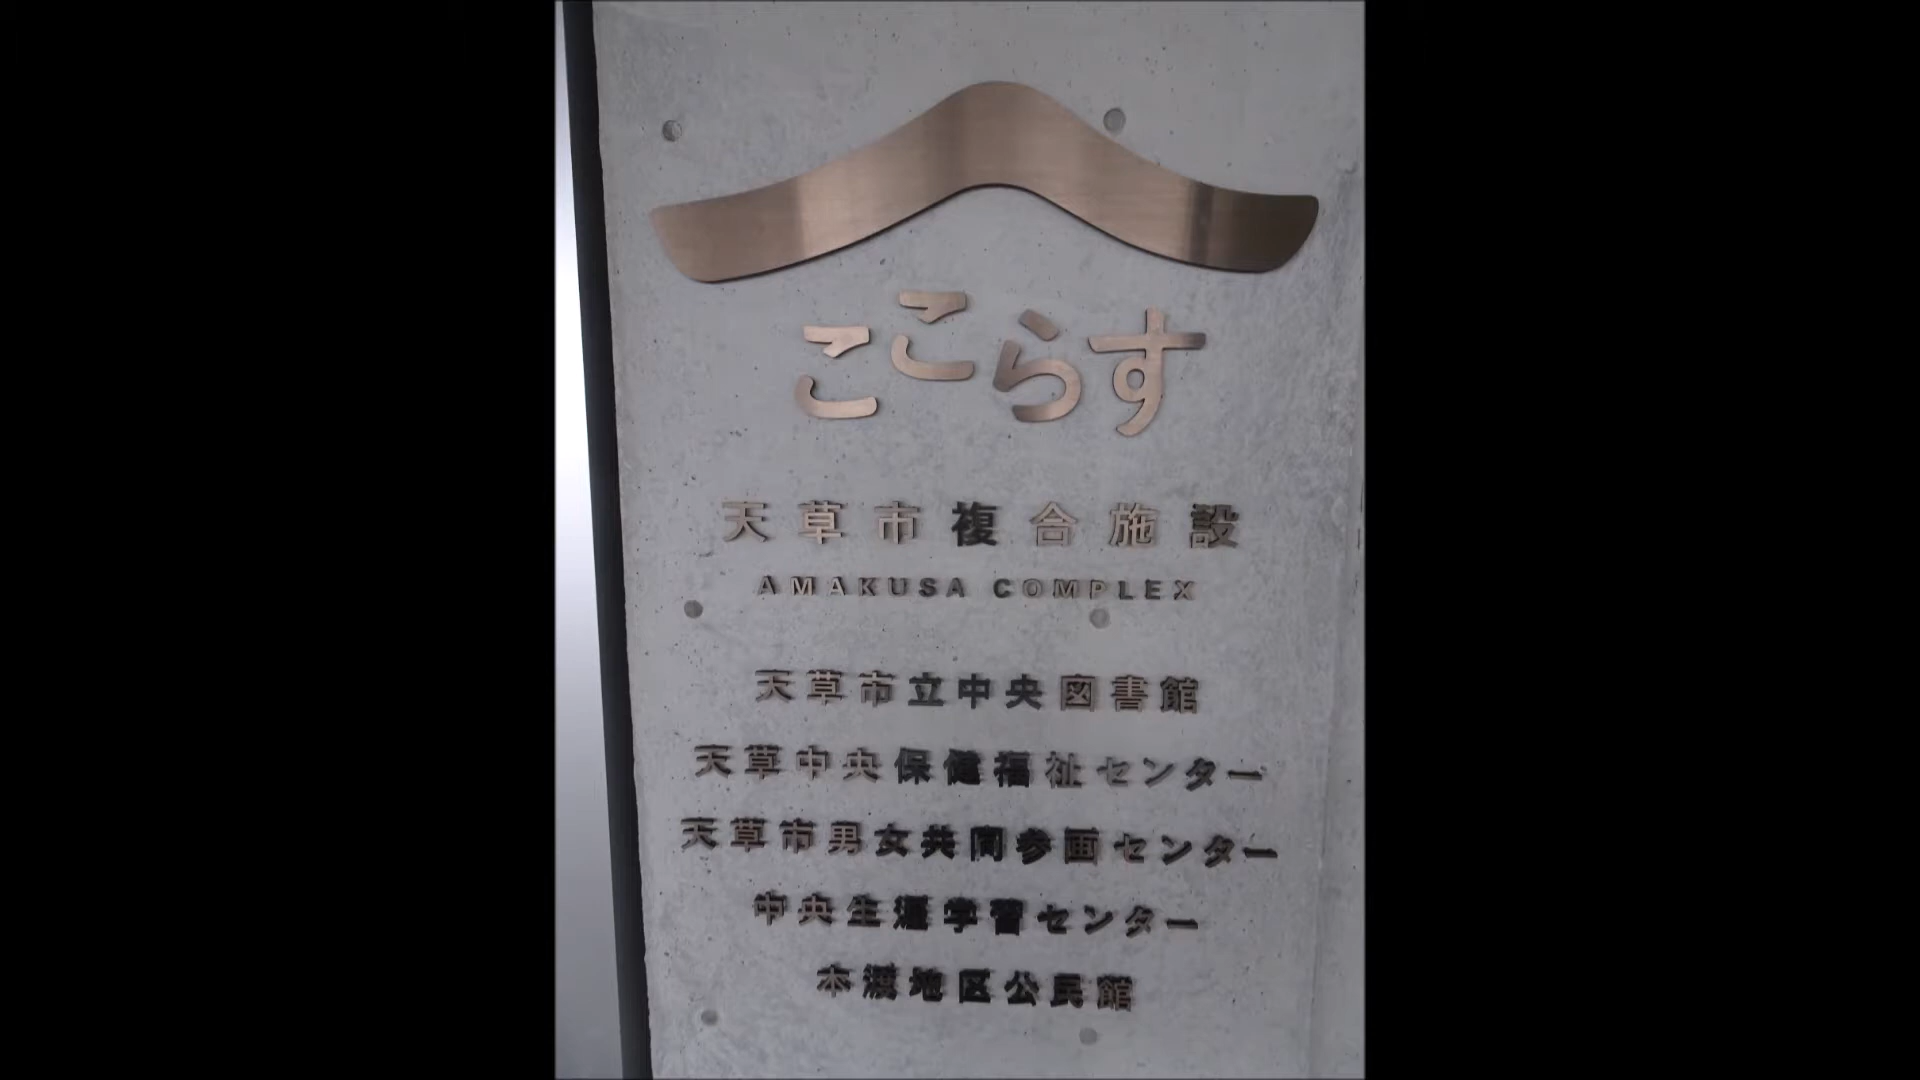 ここらす
天草市複合施設
AMAKUSA COMPLEX
天草市立中央図書館
天草中央保健福祉センター
天草市男女共同参画センター
中央生涯学習センター
本渡地区公民館